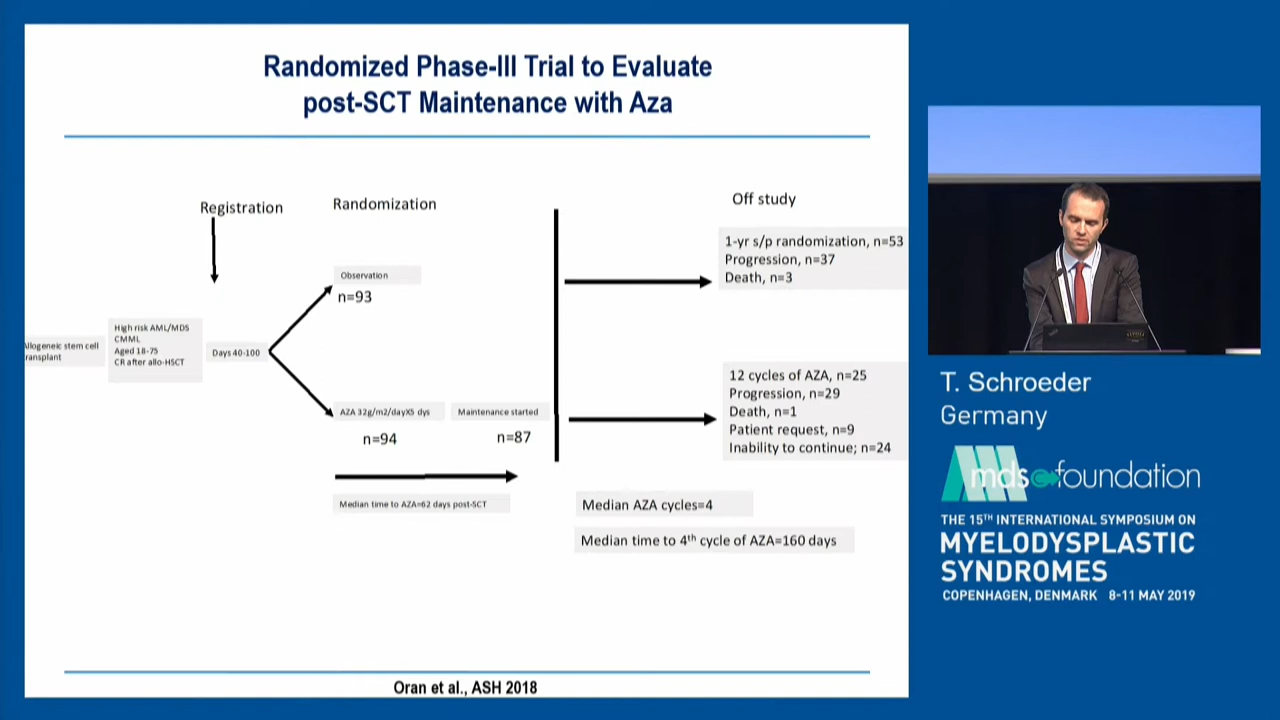 Randomized Phase-III Trial to Evaluate
post-SCT Maintenance with Aza
Registration
Randomization
Off study
Observation
n=93
1-yr s/p randomization, n=53
Progression, n=37
Death, n=3
llogeneic stem cell
ransplant
High risk AML/MDS
CMML
Aged 18-75
CR after allo-HSCT
Days 40-100
AZA 32g/m2/dayX5 dys
n=94
Maintenance started
n=87
12 cycles of AZA, n=25
Progression, n=29
Death, n=1
Patient request, n=9
Inability to continue; n=24
Median time to AZA=62 days post-SCT
Median AZA cycles=4
Median time to 4th cycle of AZA=160 days
Oran et al., ASH 2018
T. Schroeder
Germany
mds foundation
THE 15TH INTERNATIONAL SYMPOSIUM ON
MYELODYSPLASTIC
SYNDROMES
COPENHAGEN, DENMARK 8-11 MAY 2019